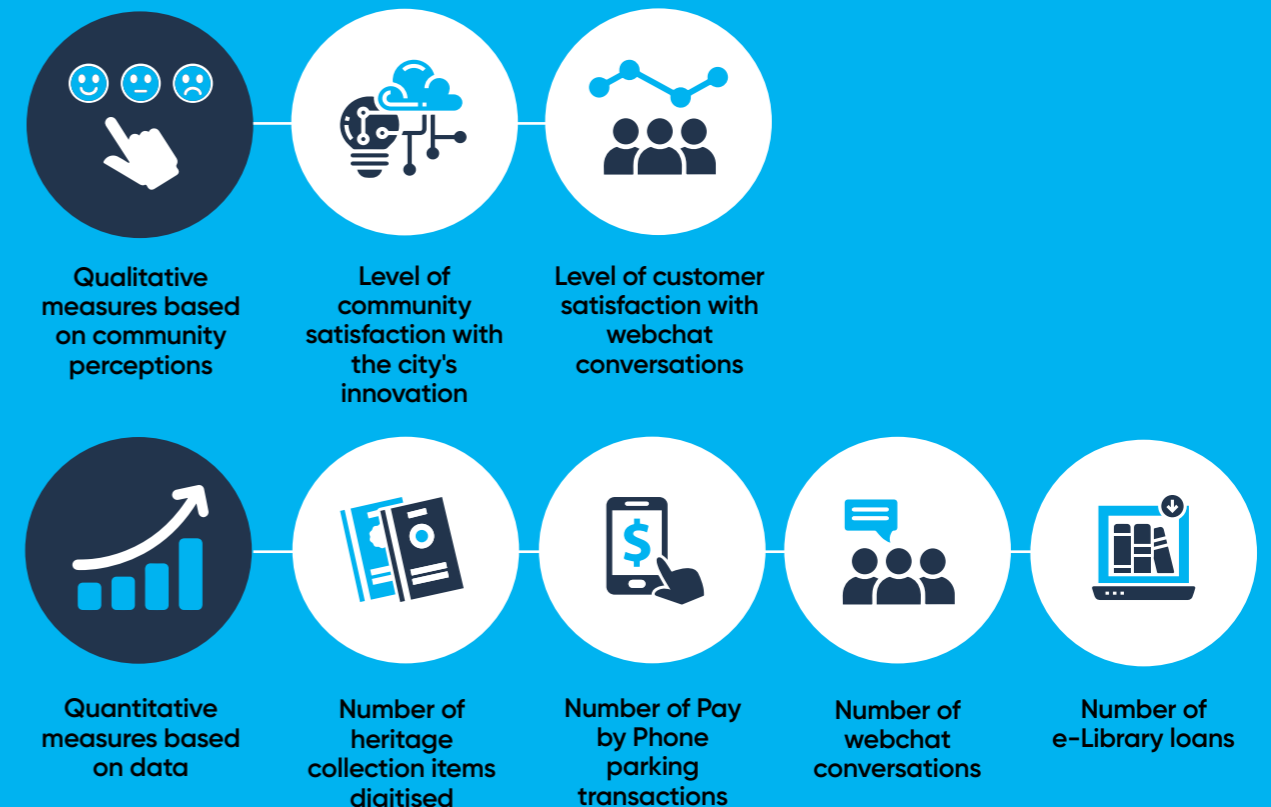 Qualitative
measures based
on community
perceptions
Level of
community
satisfaction with
the city's
innovation
Level of customer
satisfaction with
webchat
conversations
$
Quantitative
measures based
on data
Number of
heritage
collection items
digitised
Number of Pay
by Phone
parking
transactions
Number of
webchat
conversations
Number of
e-Library loans